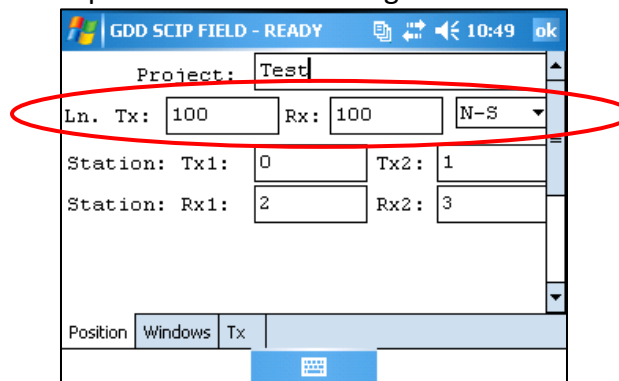 GDD SCIP FIELD - READY 10:49 ok
Project: Test
Ln. Tx: 100 Rx: 100 N-S
Station: Tx1: 0 Tx2: 1
Station: Rx1: 2 Rx2: 3
Position Windows Tx